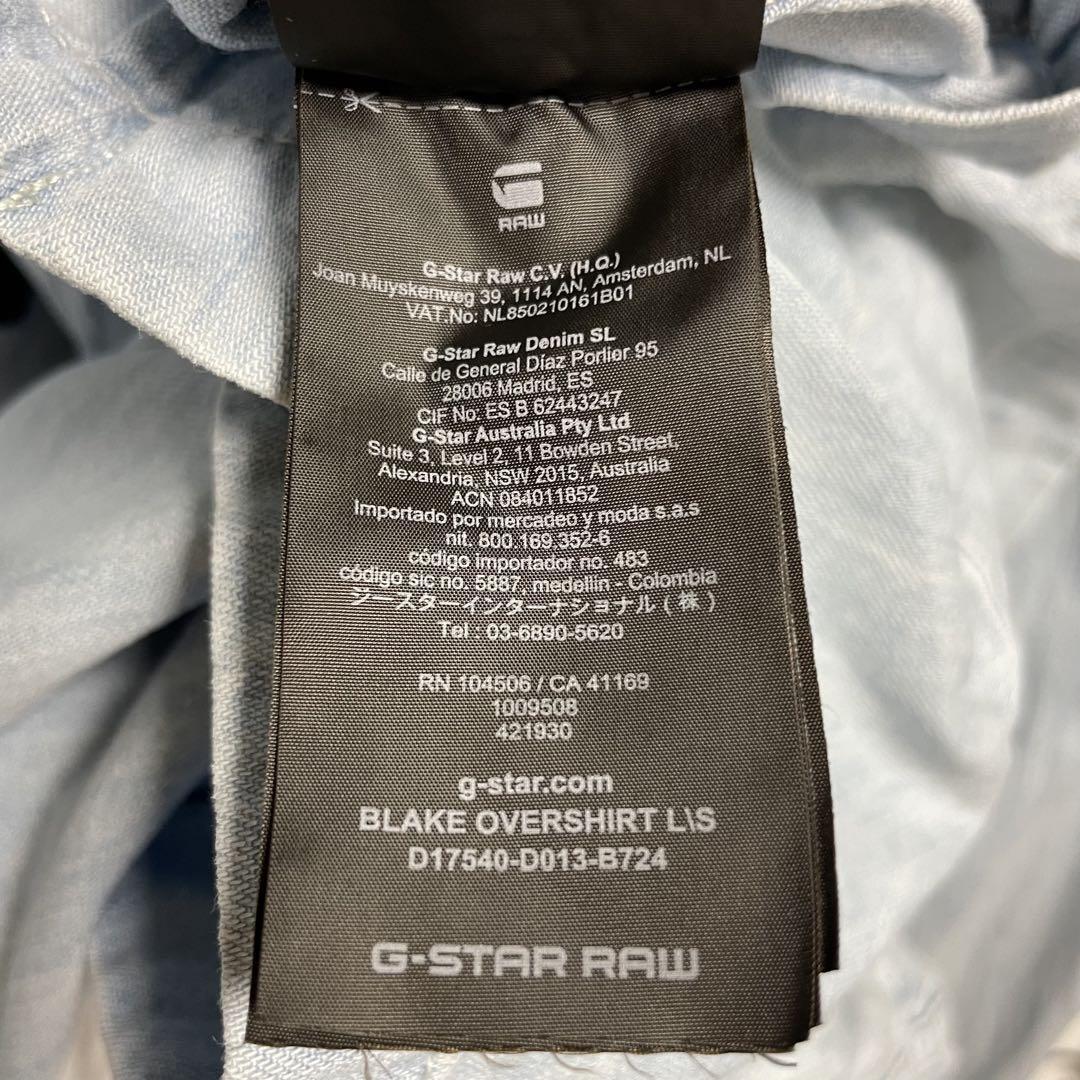 G
RAW
G-Star Raw C.V. (H.Q.)
Joan Muyskenweg 39, 1114 AN, Amsterdam, NL
VAT.No: NL850210161B01
G-Star Raw Denim SL
Calle de General Díaz Porlier 95
28006 Madrid, ES
CIF No: ES B 62443247
G-Star Australia Pty Ltd
Suite 3, Level 2, 11 Bowden Street,
Alexandria, NSW 2015, Australia
ACN 084011852
Importado por mercadeo y moda s.a.s
nit. 800.169.352-6
código importador no. 483
código sic no. 5887, medellin - Colombia
ジースターインターナショナル(株)
Tel : 03-6890-5620
RN 104506 / CA 41169
1009508
421930
g-star.com
BLAKE OVERSHIRT L\S
D17540-D013-B724
G-STAR RAW